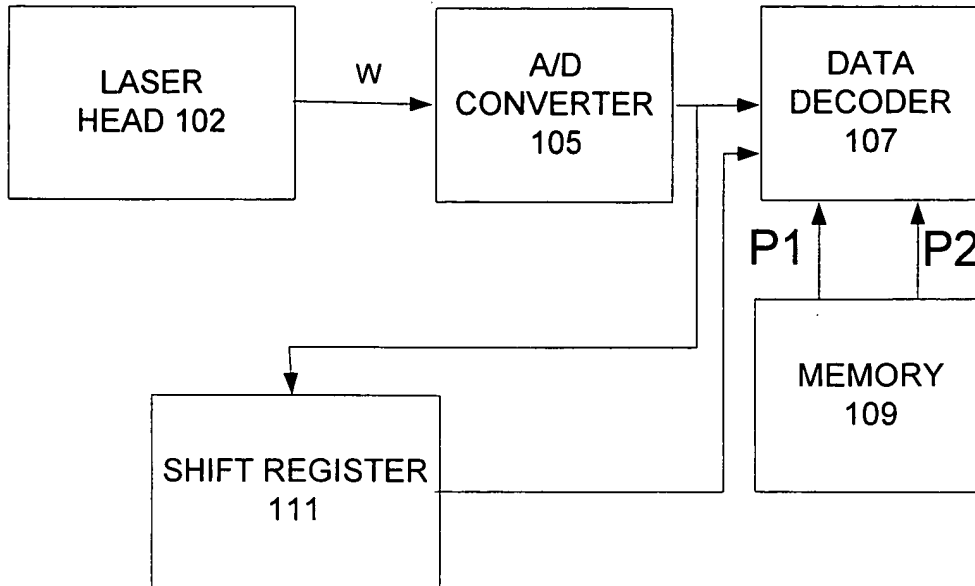 LASER
HEAD 102
W
A/D
CONVERTER
105
DATA
DECODER
107
P1
P2
MEMORY
109
SHIFT REGISTER
111